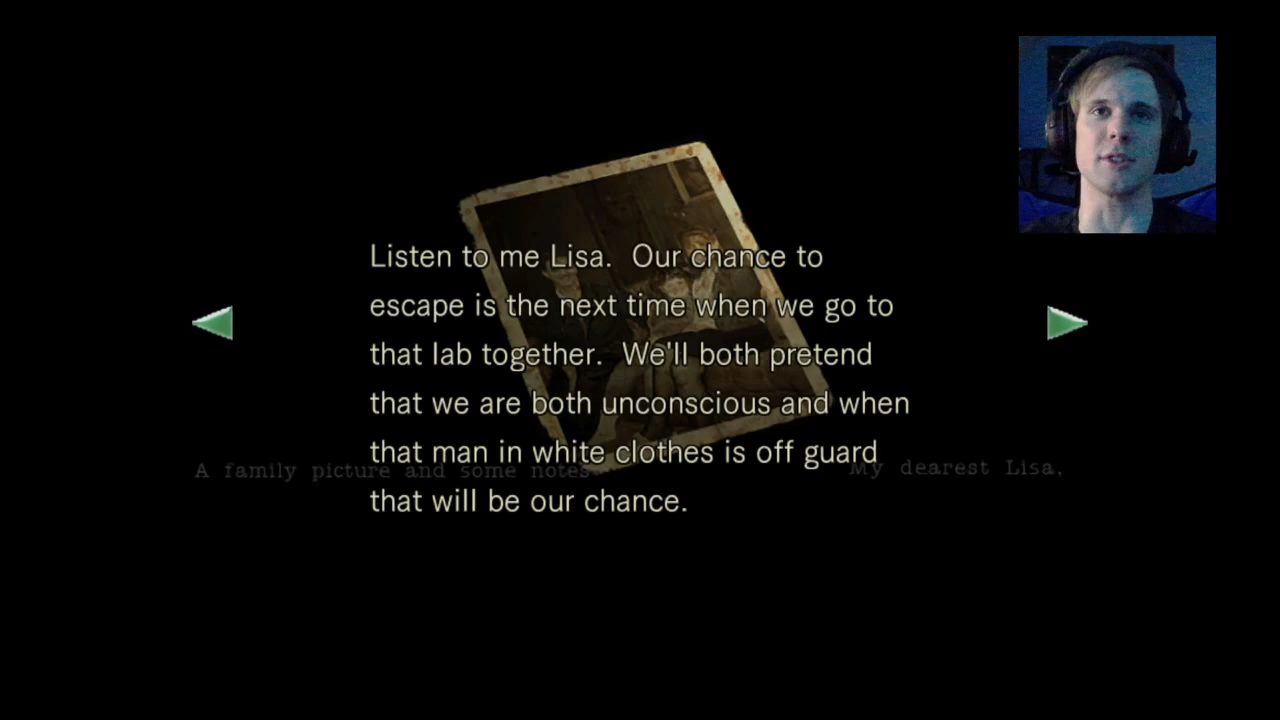 Listen to me Lisa.  Our chance to
escape is the next time when we go to
that lab together.  We'll both pretend
that we are both unconscious and when
that man in white clothes is off guard
that will be our chance.
A family picture and some notes
My dearest Lisa,